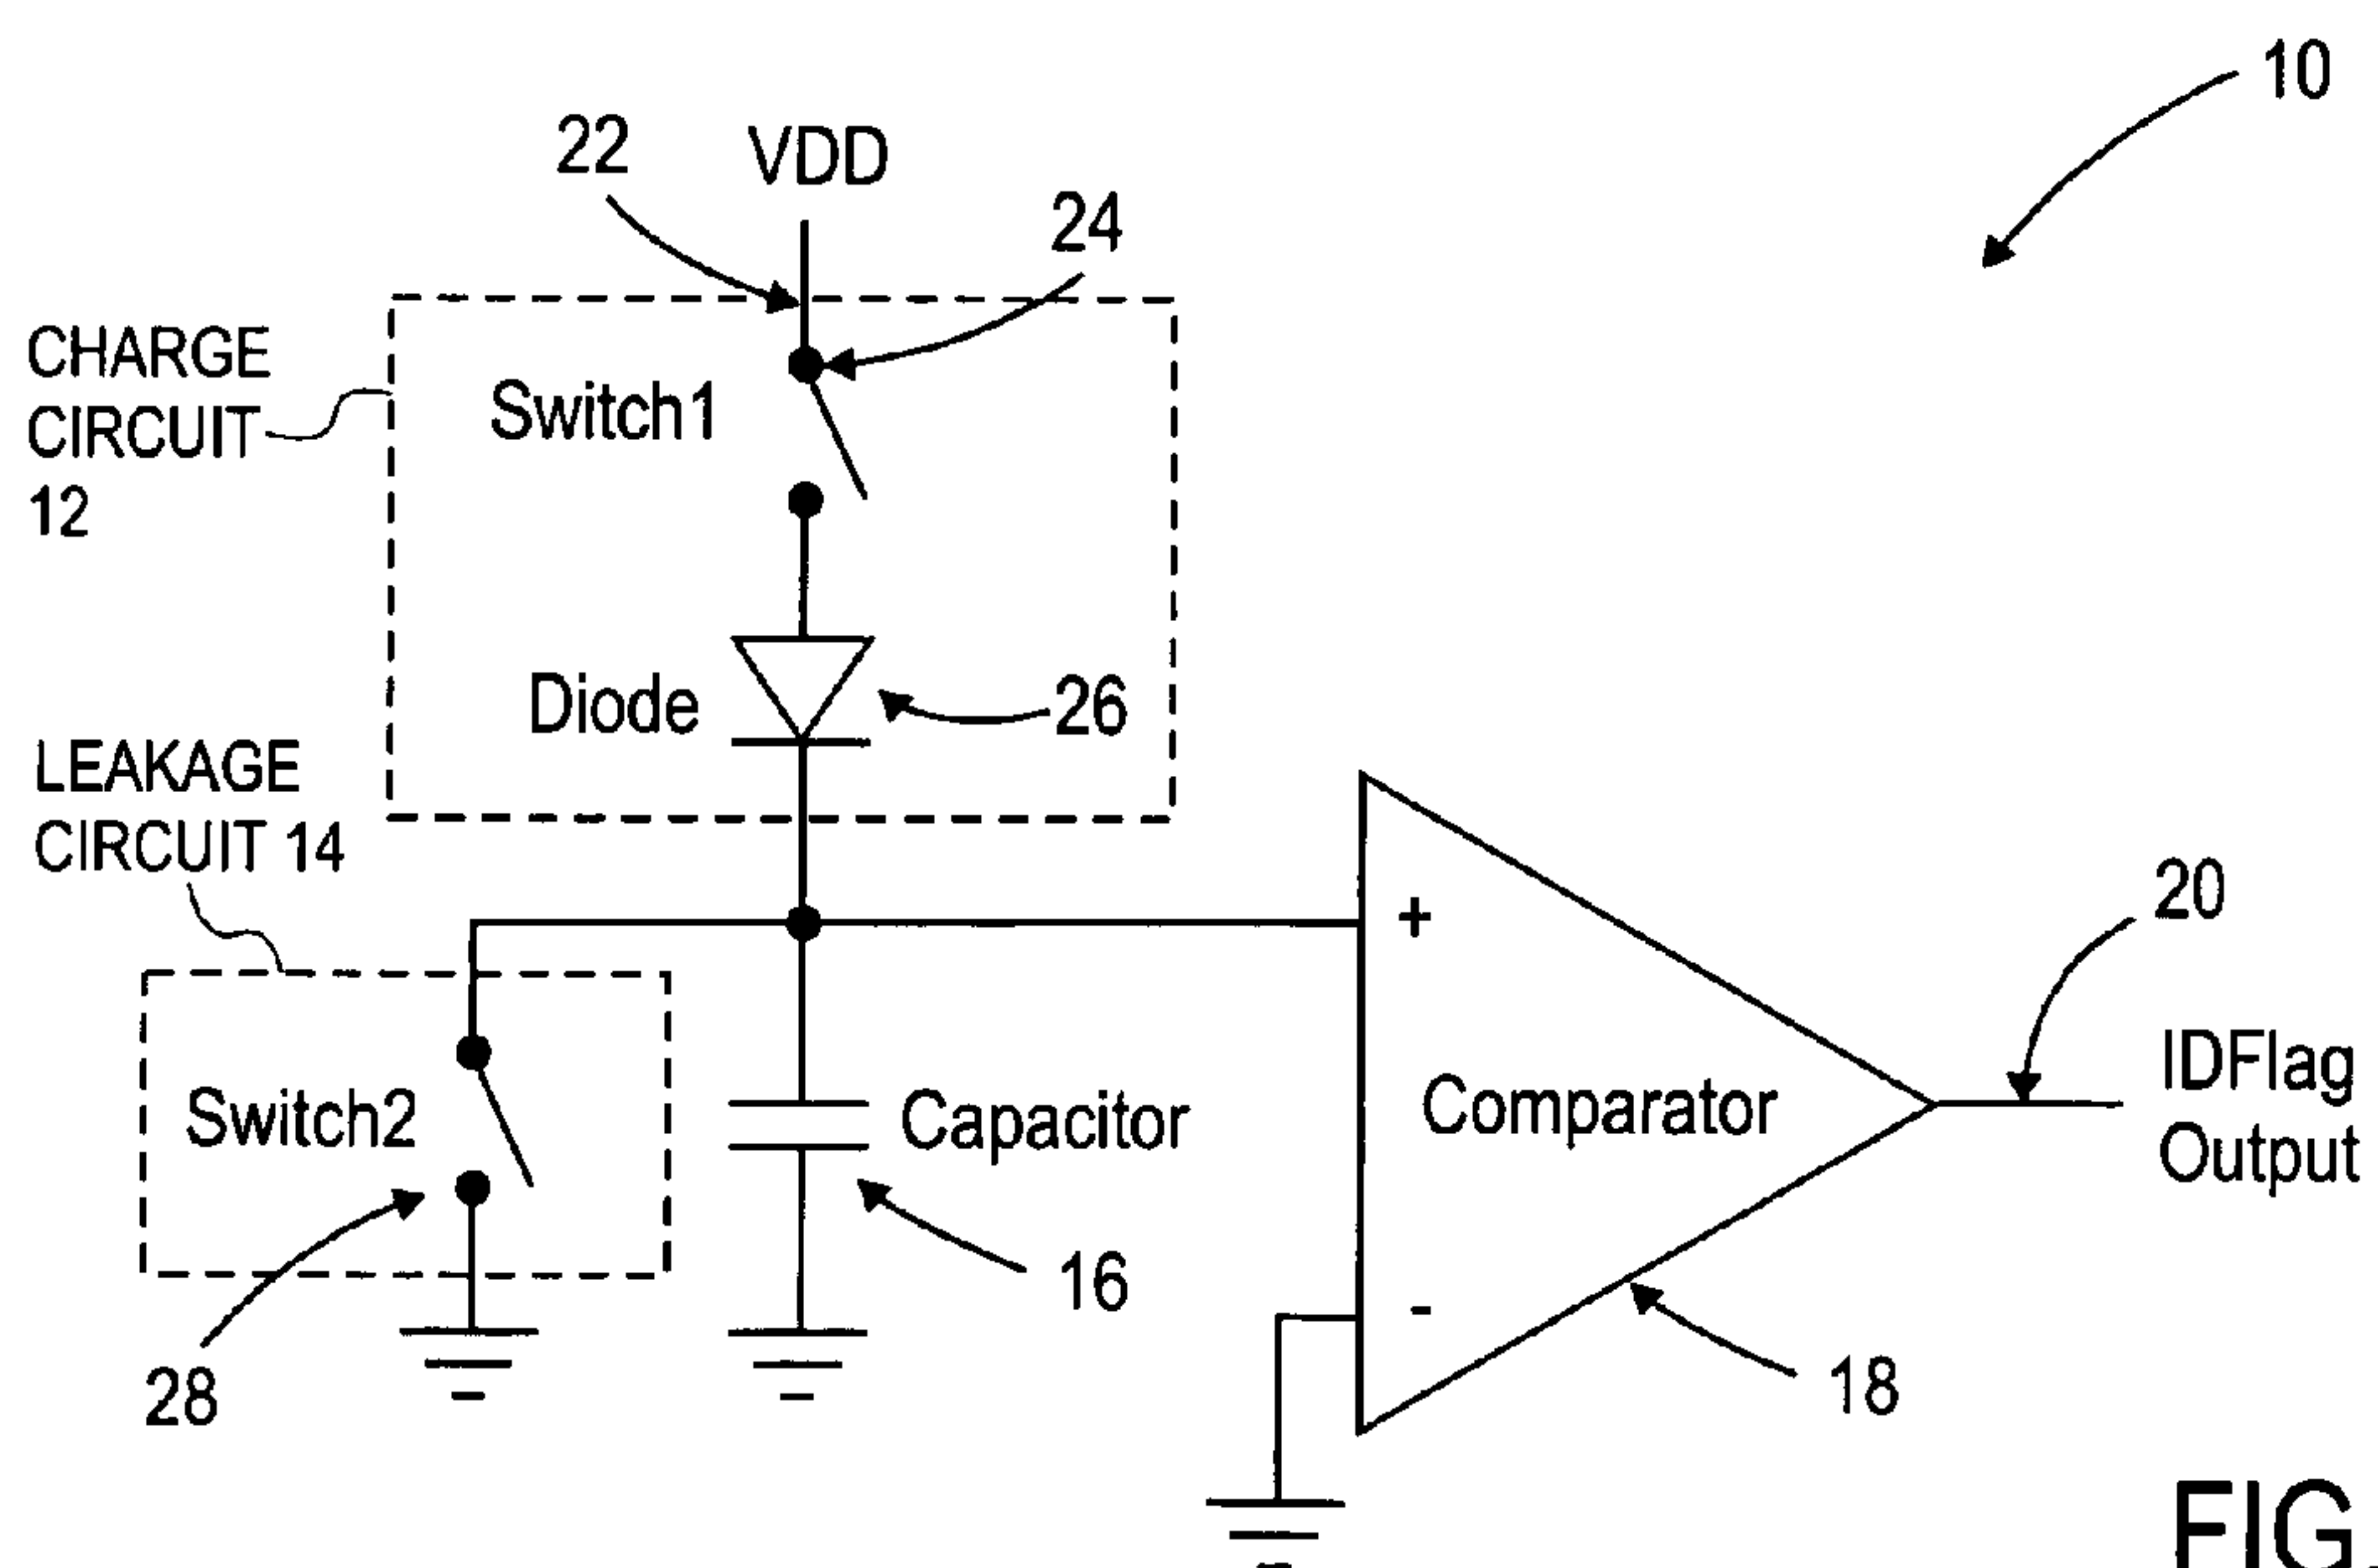 10
22
VDD
24
CHARGE
CIRCUIT
12
Switch1
Diode
26
LEAKAGE
CIRCUIT 14
+
20
Switch2
Capacitor
Comparator
IDFlag
Output
16
-
28
18
FIG.